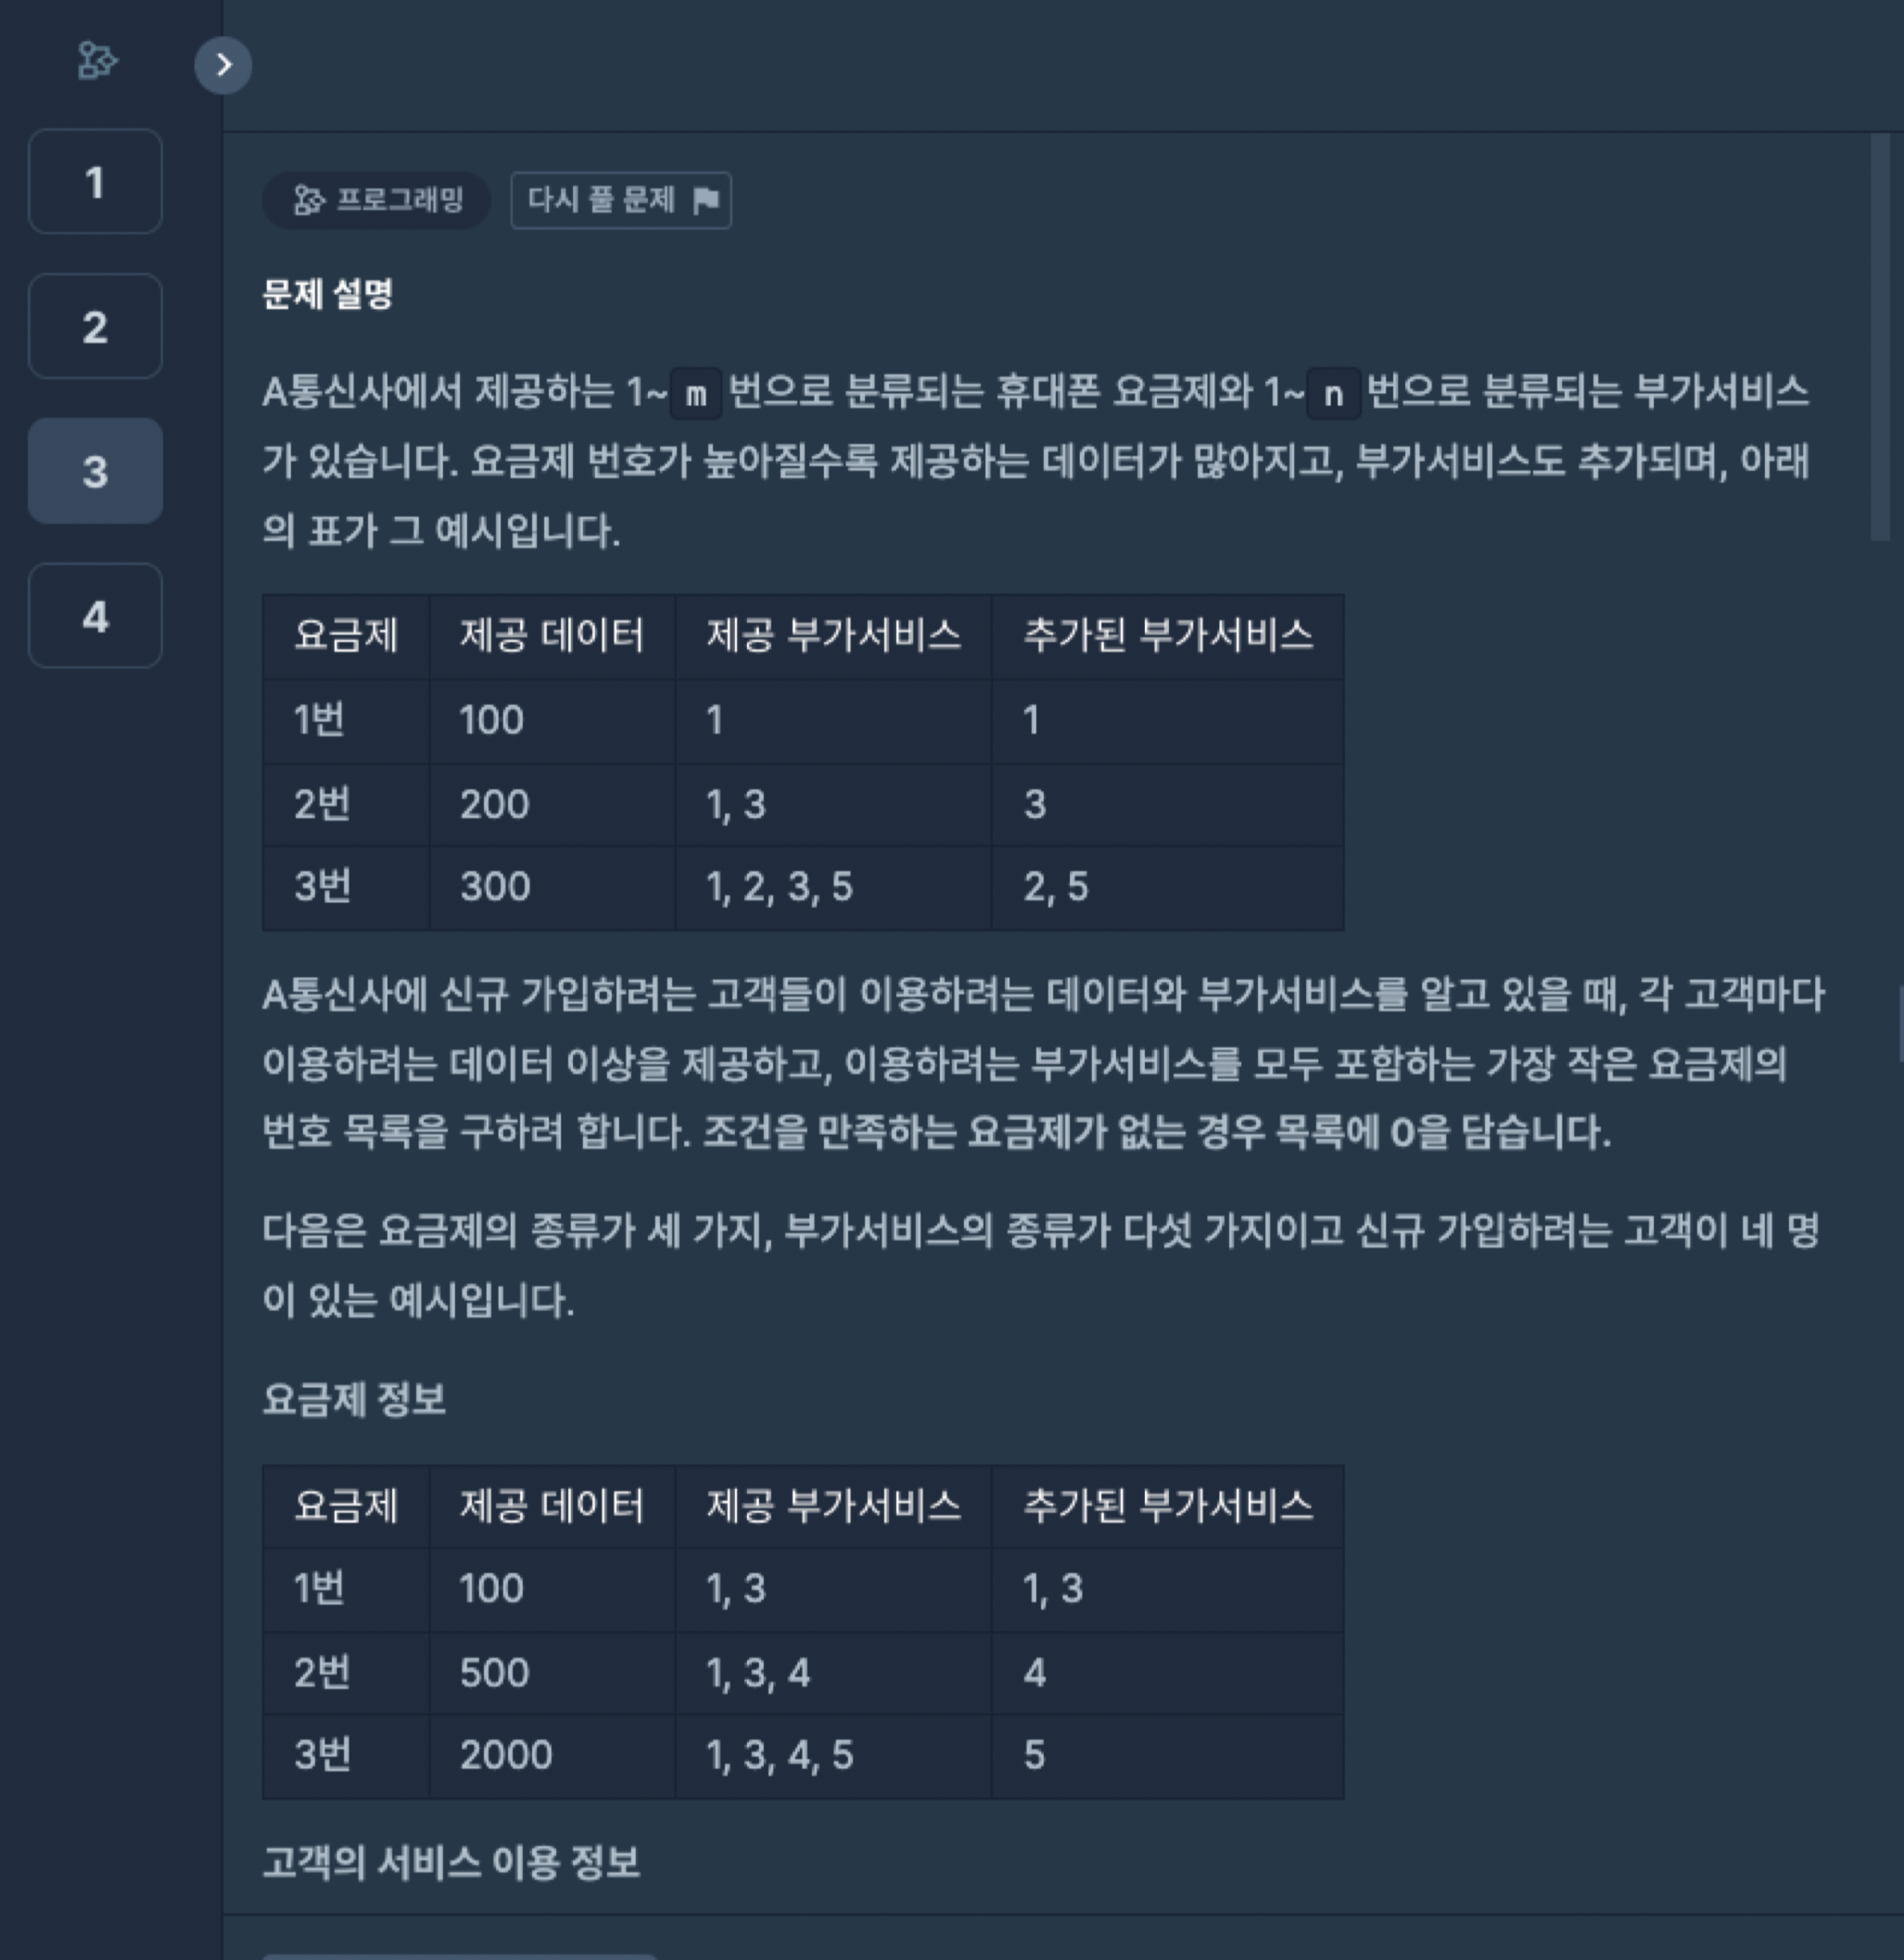 1
2
3
4
프로그래밍 다시 풀 문제
문제 설명
A통신사에서 제공하는 1~m번으로 분류되는 휴대폰 요금제와 1~n번으로 분류되는 부가서비스
가 있습니다. 요금제 번호가 높아질수록 제공하는 데이터가 많아지고, 부가서비스도 추가되며, 아래
의 표가 그 예시입니다.
요금제 제공 데이터 제공 부가서비스 추가된 부가서비스
1번 100 1 1
2번 200 1, 3 3
3번 300 1, 2, 3, 5 2, 5
A통신사에 신규 가입하려는 고객들이 이용하려는 데이터와 부가서비스를 알고 있을 때, 각 고객마다
이용하려는 데이터 이상을 제공하고, 이용하려는 부가서비스를 모두 포함하는 가장 작은 요금제의
번호 목록을 구하려 합니다. 조건을 만족하는 요금제가 없는 경우 목록에 0을 담습니다.
다음은 요금제의 종류가 세 가지, 부가서비스의 종류가 다섯 가지이고 신규 가입하려는 고객이 네 명
이 있는 예시입니다.
요금제 정보
요금제 제공 데이터 제공 부가서비스 추가된 부가서비스
1번 100 1, 3 1, 3
2번 500 1, 3, 4 4
3번 2000 1, 3, 4, 5 5
고객의 서비스 이용 정보